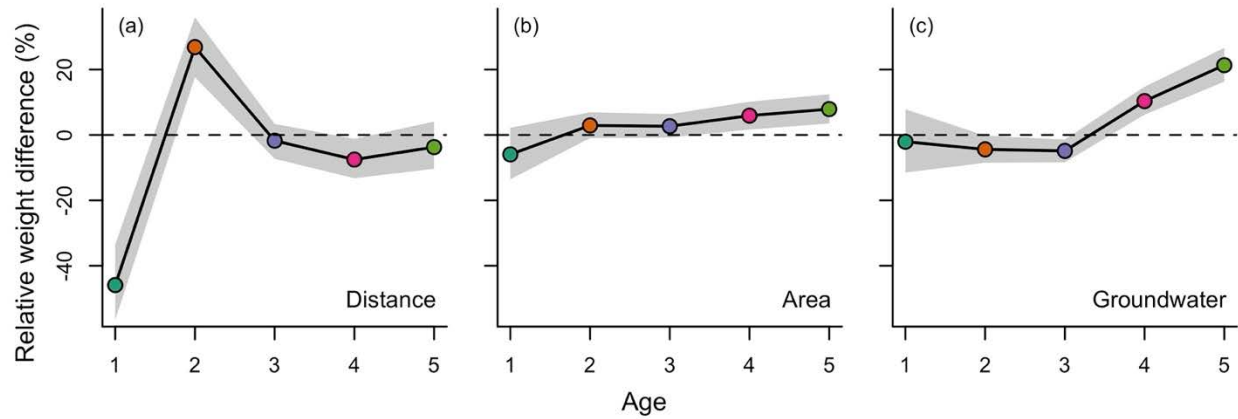 Relative weight difference (%)
20
0
-20
-40
(a)
Distance
1 2 3 4 5
(b)
Area
1 2 3 4 5
(c)
Groundwater
1 2 3 4 5
Age